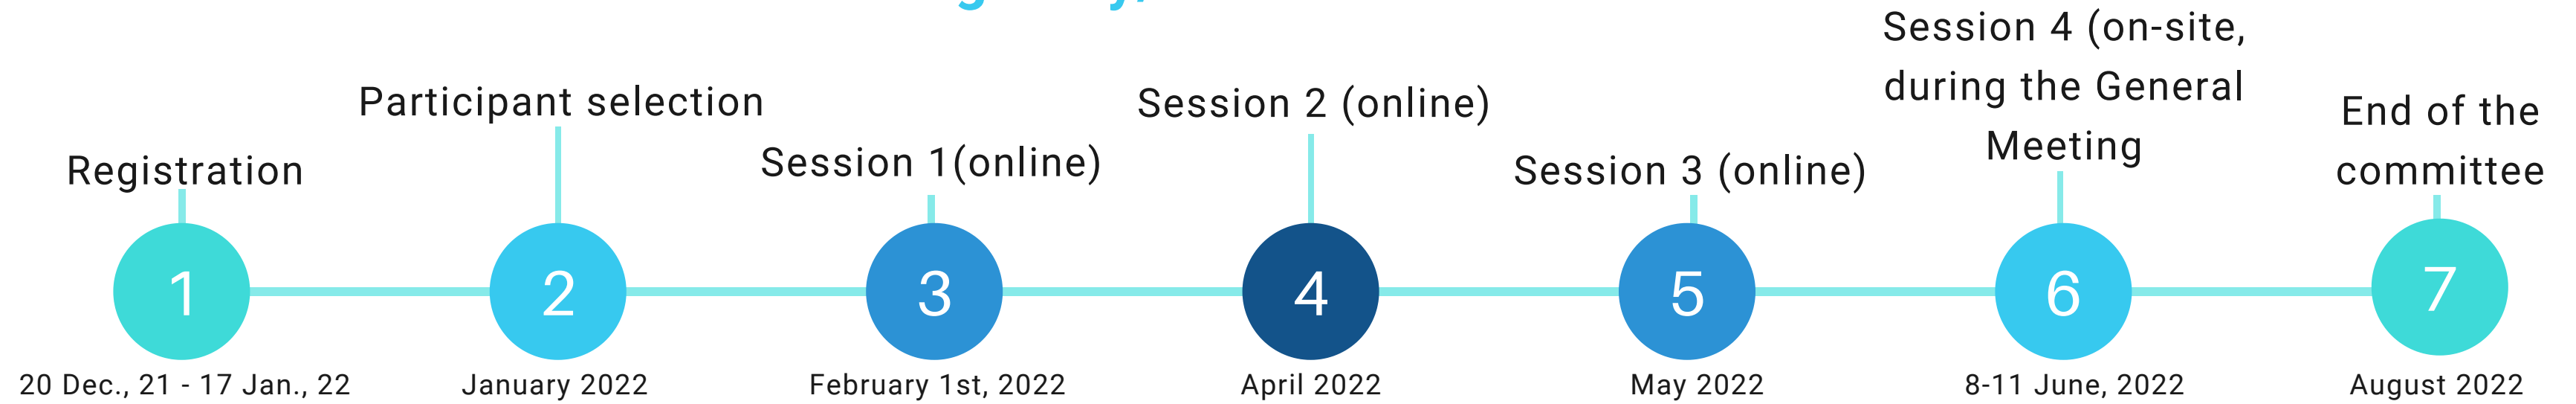 Registration
1
20 Dec., 21 - 17 Jan., 22
Participant selection
2
January 2022
Session 1(online)
3
February 1st, 2022
Session 2 (online)
4
April 2022
Session 3 (online)
5
May 2022
Session 4 (on-site,
during the General
Meeting
6
8-11 June, 2022
End of the
committee
7
August 2022